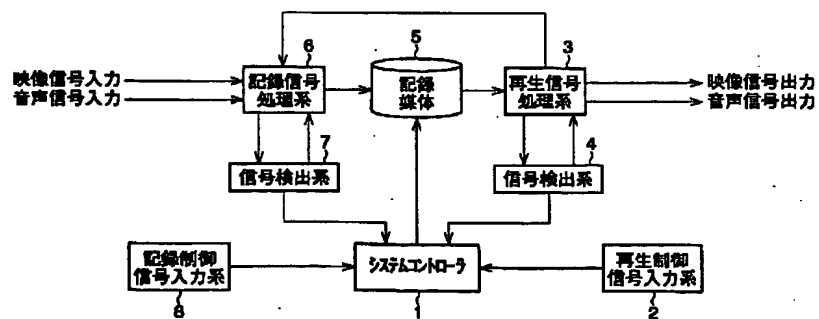 5
6
3
映像信号入力
音声信号入力
記録信号
処理系
記録
媒体
再生信号
処理系
映像信号出力
音声信号出力
7
4
信号検出系
信号検出系
記録制御
信号入力系
システムコントローラ
再生制御
信号入力系
8
1
2